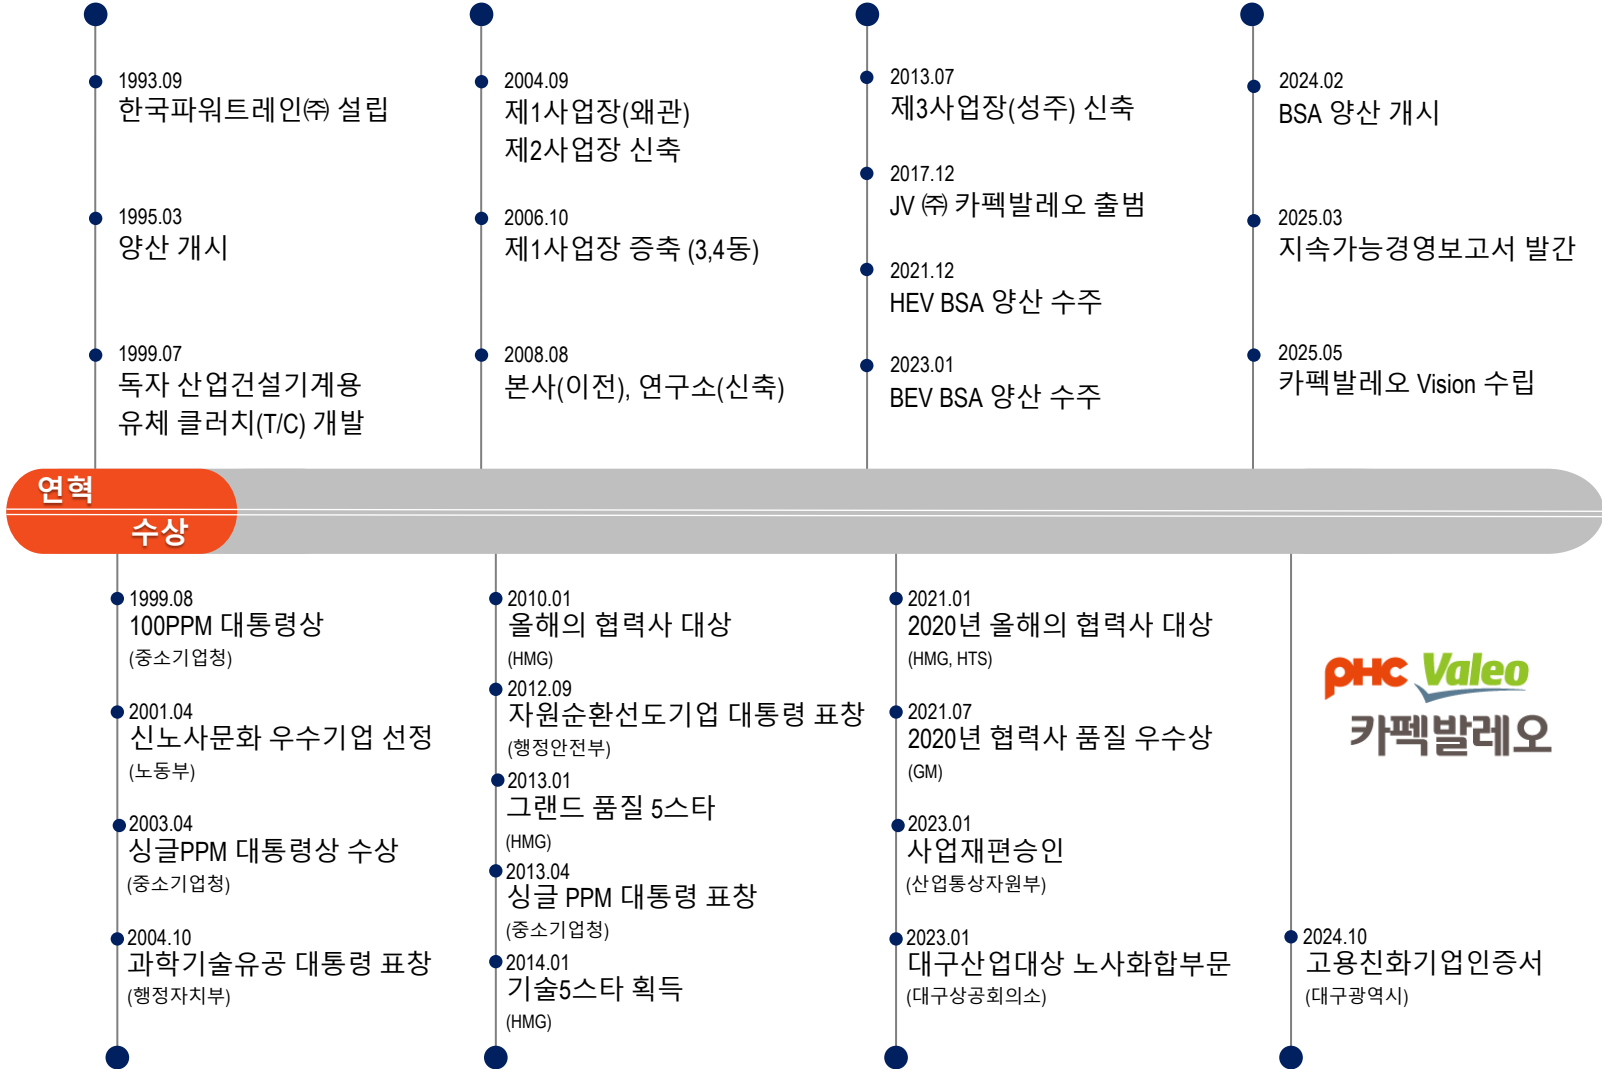 1993.09
한국파워트레인㈜ 설립
1995.03
양산 개시
1999.07
독자 산업건설기계용
유체 클러치(T/C) 개발
2004.09
제1사업장(왜관)
제2사업장 신축
2006.10
제1사업장 증축 (3,4동)
2008.08
본사(이전), 연구소(신축)
2013.07
제3사업장(성주) 신축
2017.12
JV ㈜ 카펙발레오 출범
2021.12
HEV BSA 양산 수주
2023.01
BEV BSA 양산 수주
2024.02
BSA 양산 개시
2025.03
지속가능경영보고서 발간
2025.05
카펙발레오 Vision 수립
연혁
수상
1999.08
100PPM 대통령상
(중소기업청)
2001.04
신노사문화 우수기업 선정
(노동부)
2003.04
싱글PPM 대통령상 수상
(중소기업청)
2004.10
과학기술유공 대통령 표창
(행정자치부)
2010.01
올해의 협력사 대상
(HMG)
2012.09
자원순환선도기업 대통령 표창
(행정안전부)
2013.01
그랜드 품질 5스타
(HMG)
2013.04
싱글 PPM 대통령 표창
(중소기업청)
2014.01
기술5스타 획득
(HMG)
2021.01
2020년 올해의 협력사 대상
(HMG, HTS)
2021.07
2020년 협력사 품질 우수상
(GM)
2023.01
사업재편승인
(산업통상자원부)
2023.01
대구산업대상 노사화합부문
(대구상공회의소)
PHC Valeo
카펙발레오
2024.10
고용친화기업인증서
(대구광역시)